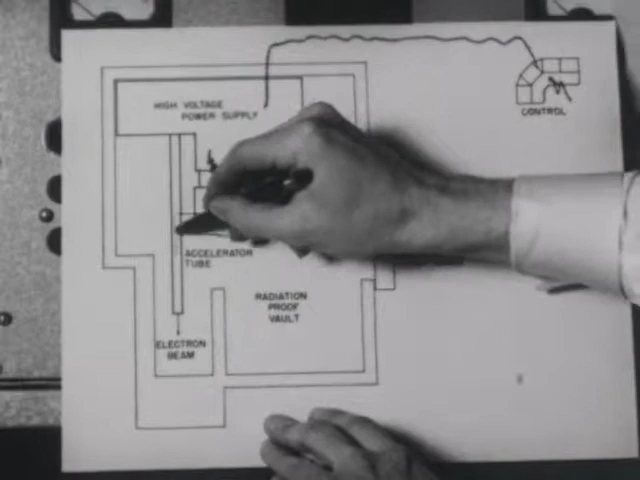 HIGH VOLTAGE
POWER SUPPLY
CONTROL
ACCELERATOR
TUBE
RADIATION
PROOF
VAULT
ELECTRON
BEAM